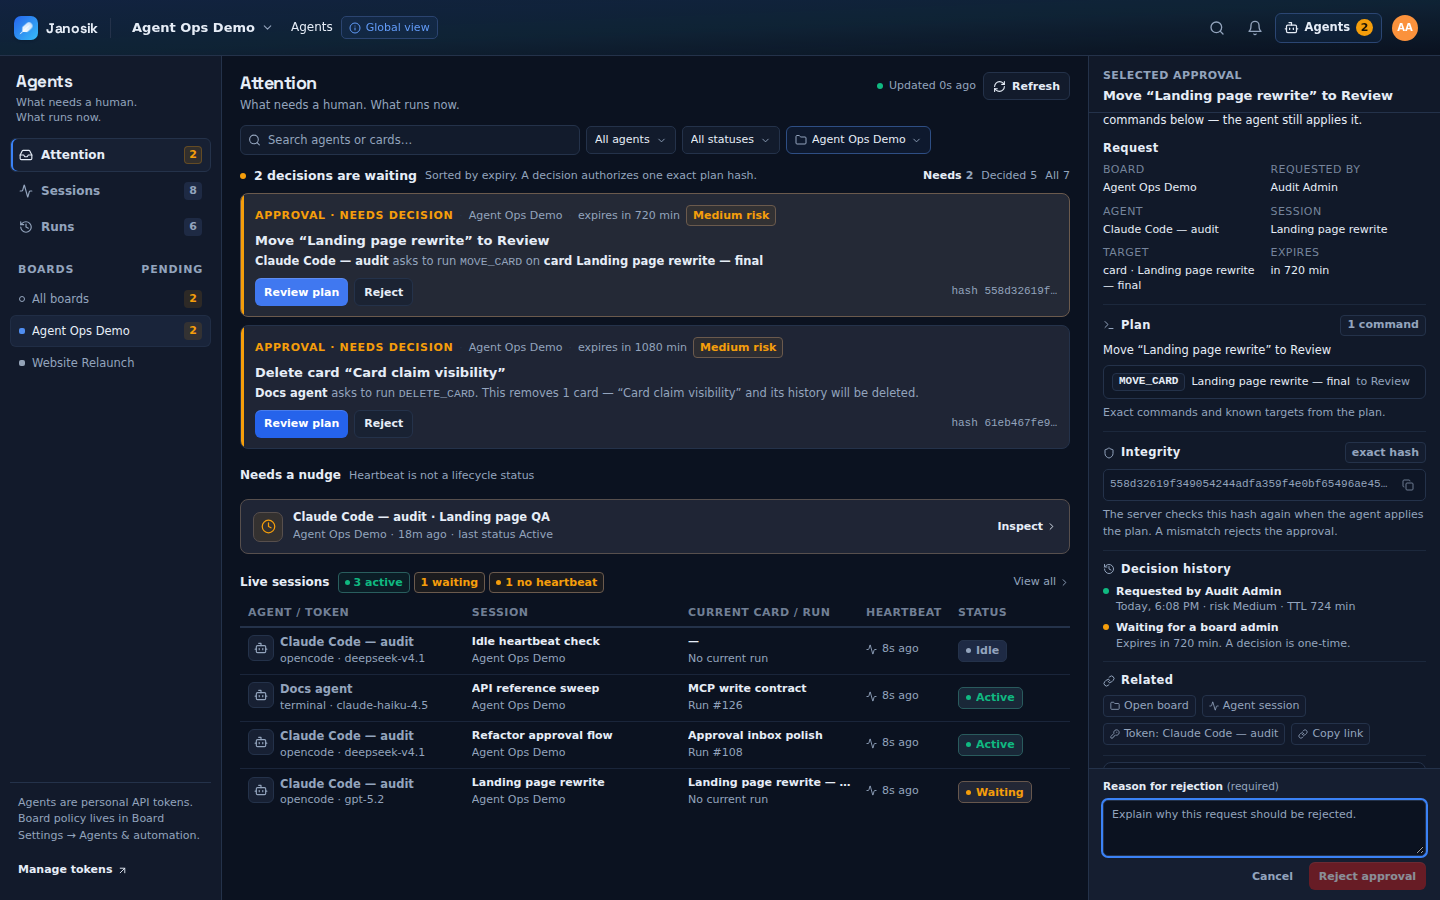 Janosik
Agent Ops Demo
Agents
Global view
Agents 2
AA
Agents
What needs a human.
What runs now.
Attention 2
Sessions 8
Runs 6
BOARDS PENDING
All boards 2
Agent Ops Demo 2
Website Relaunch
Agents are personal API tokens.
Board policy lives in Board
Settings → Agents & automation.
Manage tokens
Attention
What needs a human. What runs now.
Updated 0s ago
Refresh
Search agents or cards...
All agents
All statuses
Agent Ops Demo
2 decisions are waiting Sorted by expiry. A decision authorizes one exact plan hash.
Needs 2 Decided 5 All 7
APPROVAL · NEEDS DECISION Agent Ops Demo expires in 720 min Medium risk
Move “Landing page rewrite” to Review
Claude Code — audit asks to run MOVE_CARD on card Landing page rewrite — final
Review plan Reject hash 558d32619f…
APPROVAL · NEEDS DECISION Agent Ops Demo expires in 1080 min Medium risk
Delete card “Card claim visibility”
Docs agent asks to run DELETE_CARD. This removes 1 card — “Card claim visibility” and its history will be deleted.
Review plan Reject hash 61eb467fe9…
Needs a nudge Heartbeat is not a lifecycle status
Claude Code — audit · Landing page QA
Agent Ops Demo · 18m ago · last status Active
Inspect
Live sessions 3 active 1 waiting 1 no heartbeat View all
AGENT / TOKEN SESSION CURRENT CARD / RUN HEARTBEAT STATUS
Claude Code — audit Idle heartbeat check — 8s ago Idle
opencode · deepseek-v4.1 Agent Ops Demo No current run
Docs agent API reference sweep MCP write contract 8s ago Active
terminal · claude-haiku-4.5 Agent Ops Demo Run #126
Claude Code — audit Refactor approval flow Approval inbox polish 8s ago Active
opencode · deepseek-v4.1 Agent Ops Demo Run #108
Claude Code — audit Landing page rewrite Landing page rewrite — … 8s ago Waiting
opencode · gpt-5.2 Agent Ops Demo No current run
SELECTED APPROVAL
Move “Landing page rewrite” to Review
commands below — the agent still applies it.
Request
BOARD REQUESTED BY
Agent Ops Demo Audit Admin
AGENT SESSION
Claude Code — audit Landing page rewrite
TARGET EXPIRES
card · Landing page rewrite in 720 min
— final
Plan 1 command
Move “Landing page rewrite” to Review
MOVE_CARD Landing page rewrite — final to Review
Exact commands and known targets from the plan.
Integrity exact hash
558d32619f349054244adfa359f4e0bf65496ae45…
The server checks this hash again when the agent applies
the plan. A mismatch rejects the approval.
Decision history
Requested by Audit Admin
Today, 6:08 PM · risk Medium · TTL 724 min
Waiting for a board admin
Expires in 720 min. A decision is one-time.
Related
Open board Agent session
Token: Claude Code — audit Copy link
Reason for rejection (required)
Explain why this request should be rejected.
Cancel Reject approval